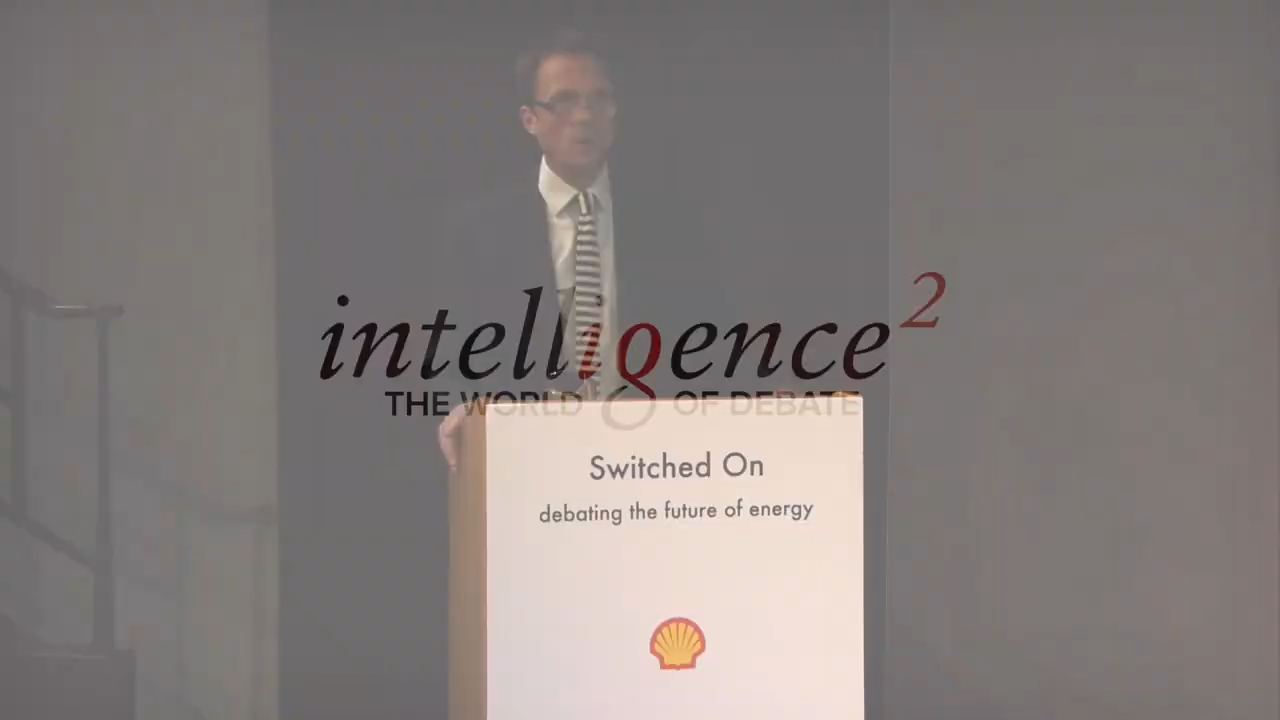 intelligence²
THE WORLD OF DEBATE
Switched On
debating the future of energy